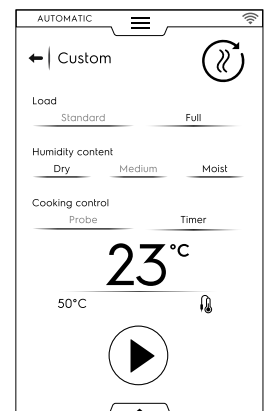 AUTOMATIC
Custom
Load
Standard Full
Humidity content
Dry Medium Moist
Cooking control
Probe Timer
23°C
50°C